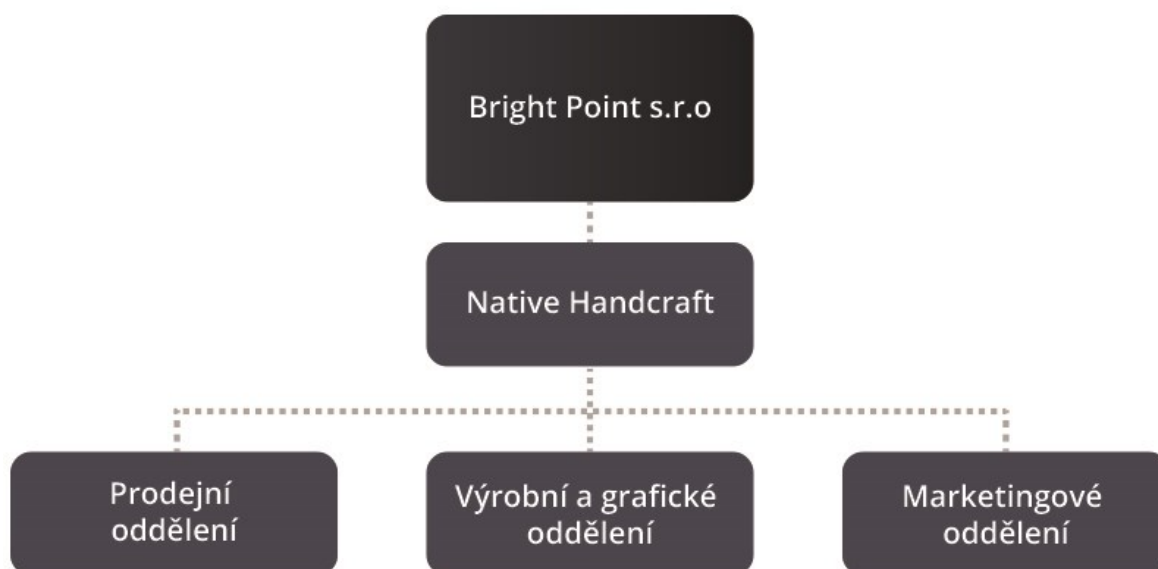 Bright Point s.r.o
Native Handcraft
Prodejní
oddělení
Výrobní a grafické
oddělení
Marketingové
oddělení